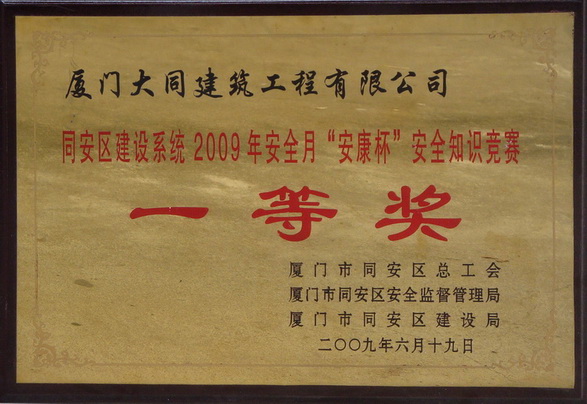 厦门大同建筑工程有限公司
同安区建设系统2009年安全月“安康杯”安全知识竞赛
一等奖
厦门市同安区总工会
厦门市同安区安全监督管理局
厦门市同安区建设局
二〇〇九年六月十九日